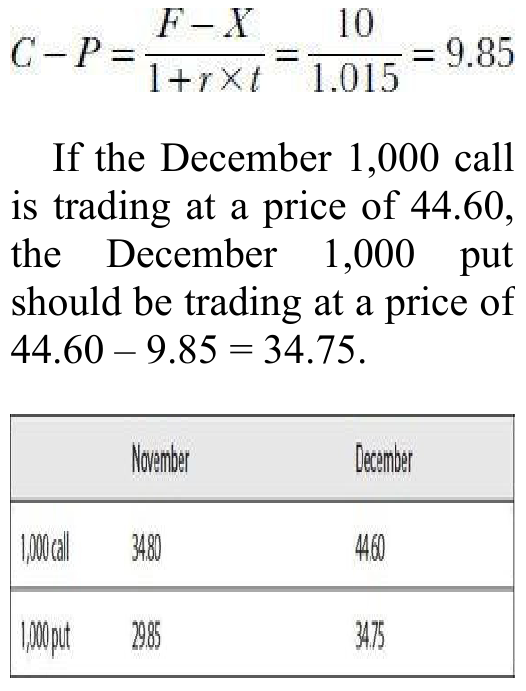 C – P = F – X / 1 + r × t = 10 / 1.015 = 9.85
If the December 1,000 call
is trading at a price of 44.60,
the December 1,000 put
should be trading at a price of
44.60 – 9.85 = 34.75.
November December
1,000 call 34.80 44.60
1,000 put 29.85 34.75